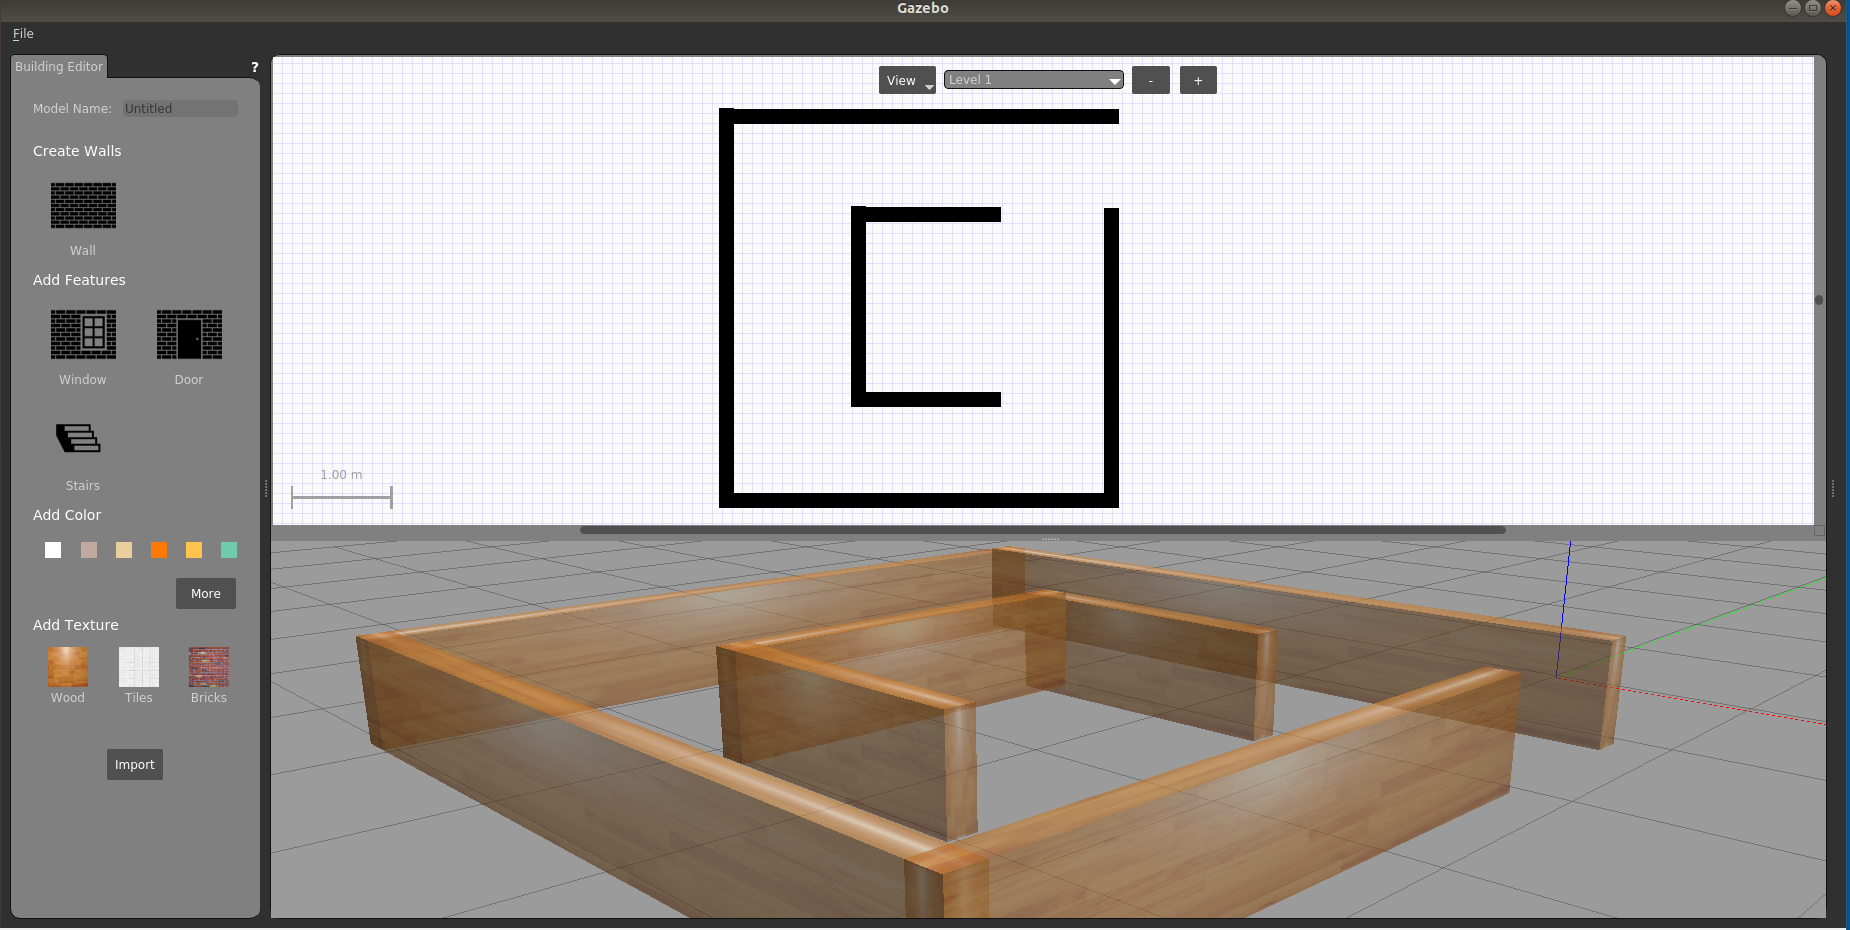 Gazebo
File
Building Editor
?
Model Name: Untitled
Create Walls
Wall
Add Features
Window Door
Stairs
Add Color
More
Add Texture
Wood Tiles Bricks
Import
View Level 1 - +
1.00 m